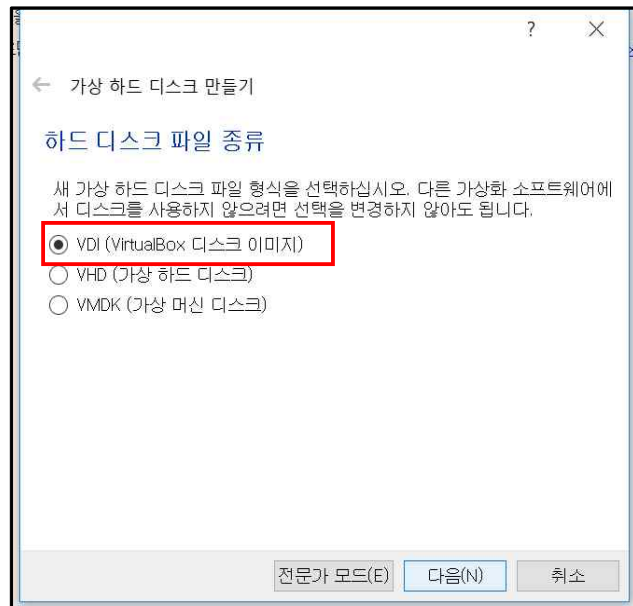 ?
← 가상 하드 디스크 만들기
하드 디스크 파일 종류
새 가상 하드 디스크 파일 형식을 선택하십시오. 다른 가상화 소프트웨어에
서 디스크를 사용하지 않으려면 선택을 변경하지 않아도 됩니다.
VDI (VirtualBox 디스크 이미지)
VHD (가상 하드 디스크)
VMDK (가상 머신 디스크)
전문가 모드(E) 다음(N) 취소